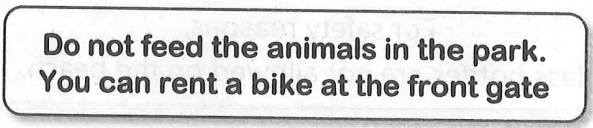 Do not feed the animals in the park.
You can rent a bike at the front gate